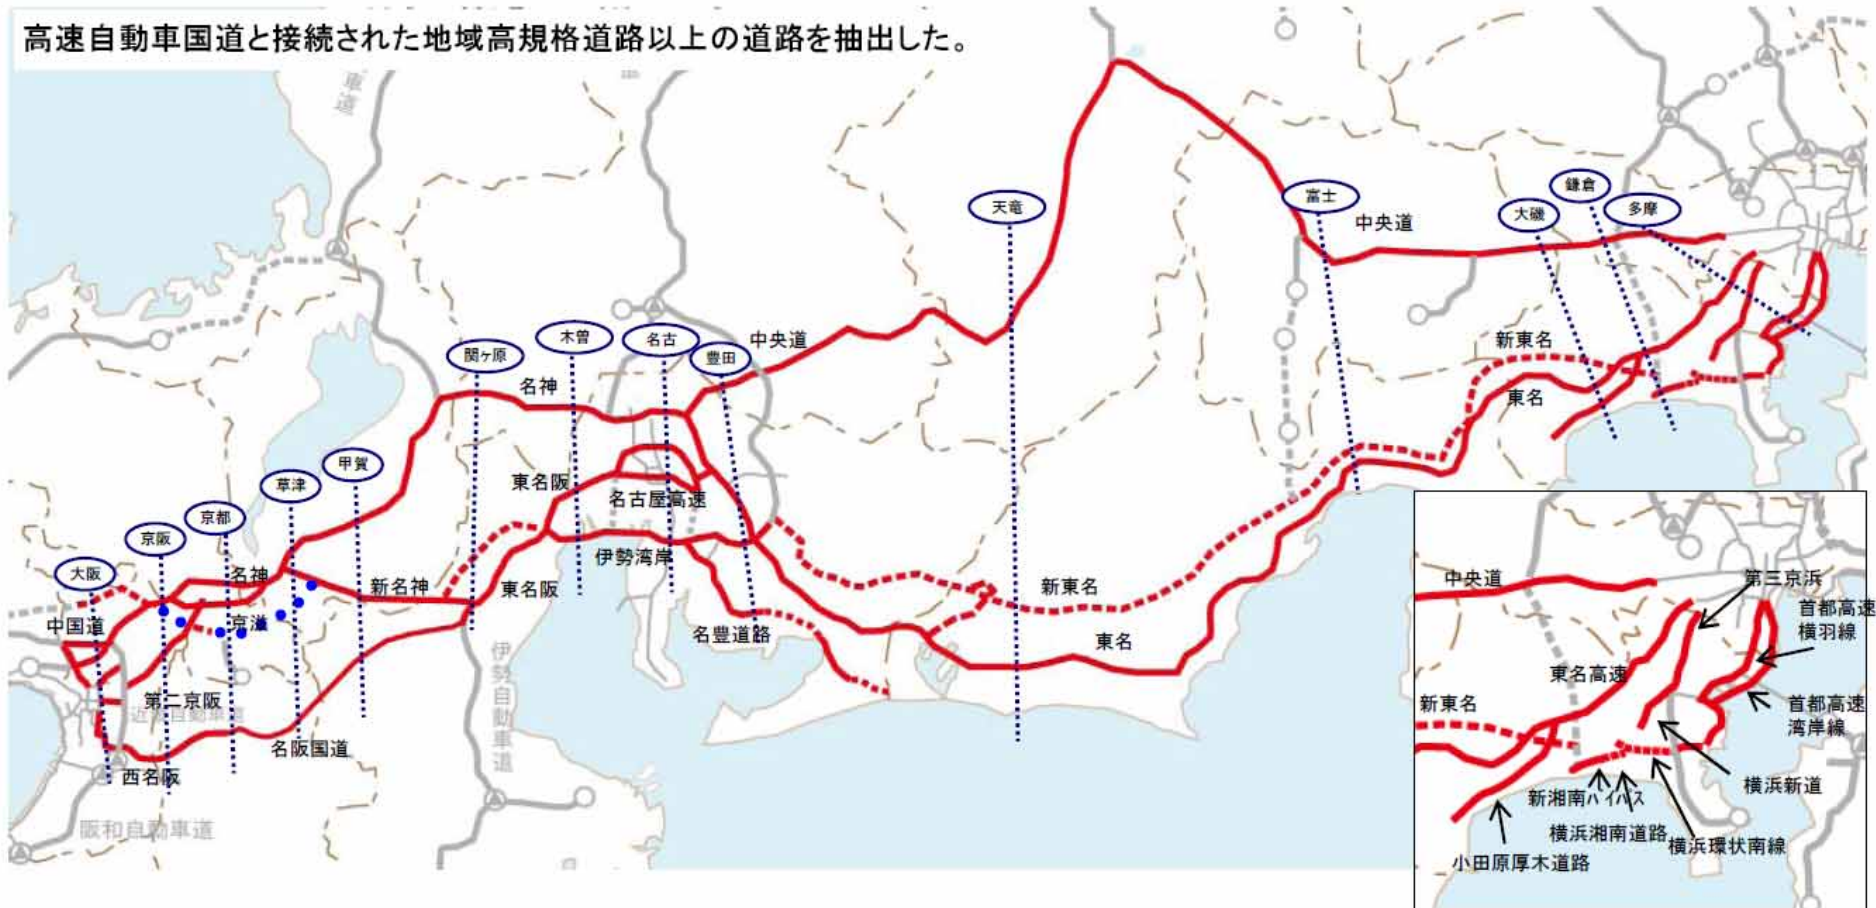 高速自動車国道と接続された地域高規格道路以上の道路を抽出した。
車道
天竜
富士
中央道
大磯
鎌倉
多摩
関ヶ原
木曽
名古
豊田
中央道
名神
新東名
東名
甲賀
草津
京都
京阪
大阪
東名阪
名古屋高速
伊勢湾岸
名神
新名神
東名阪
新東名
中国道
京滋
名豊道路
東名
第二京阪
名阪国道
西名阪
伊勢自動車道
阪和自動車道
中央道
第三京浜
首都高速
横羽線
東名高速
新東名
首都高速
湾岸線
横浜新道
新湘南バイパス
横浜湘南道路
横浜環状南線
小田原厚木道路